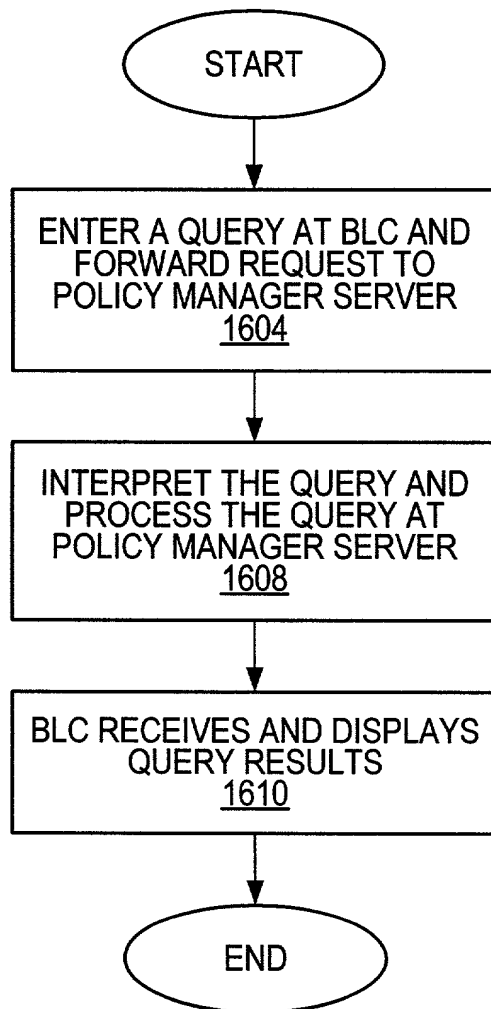 START
ENTER A QUERY AT BLC AND
FORWARD REQUEST TO
POLICY MANAGER SERVER
1604
INTERPRET THE QUERY AND
PROCESS THE QUERY AT
POLICY MANAGER SERVER
1608
BLC RECEIVES AND DISPLAYS
QUERY RESULTS
1610
END